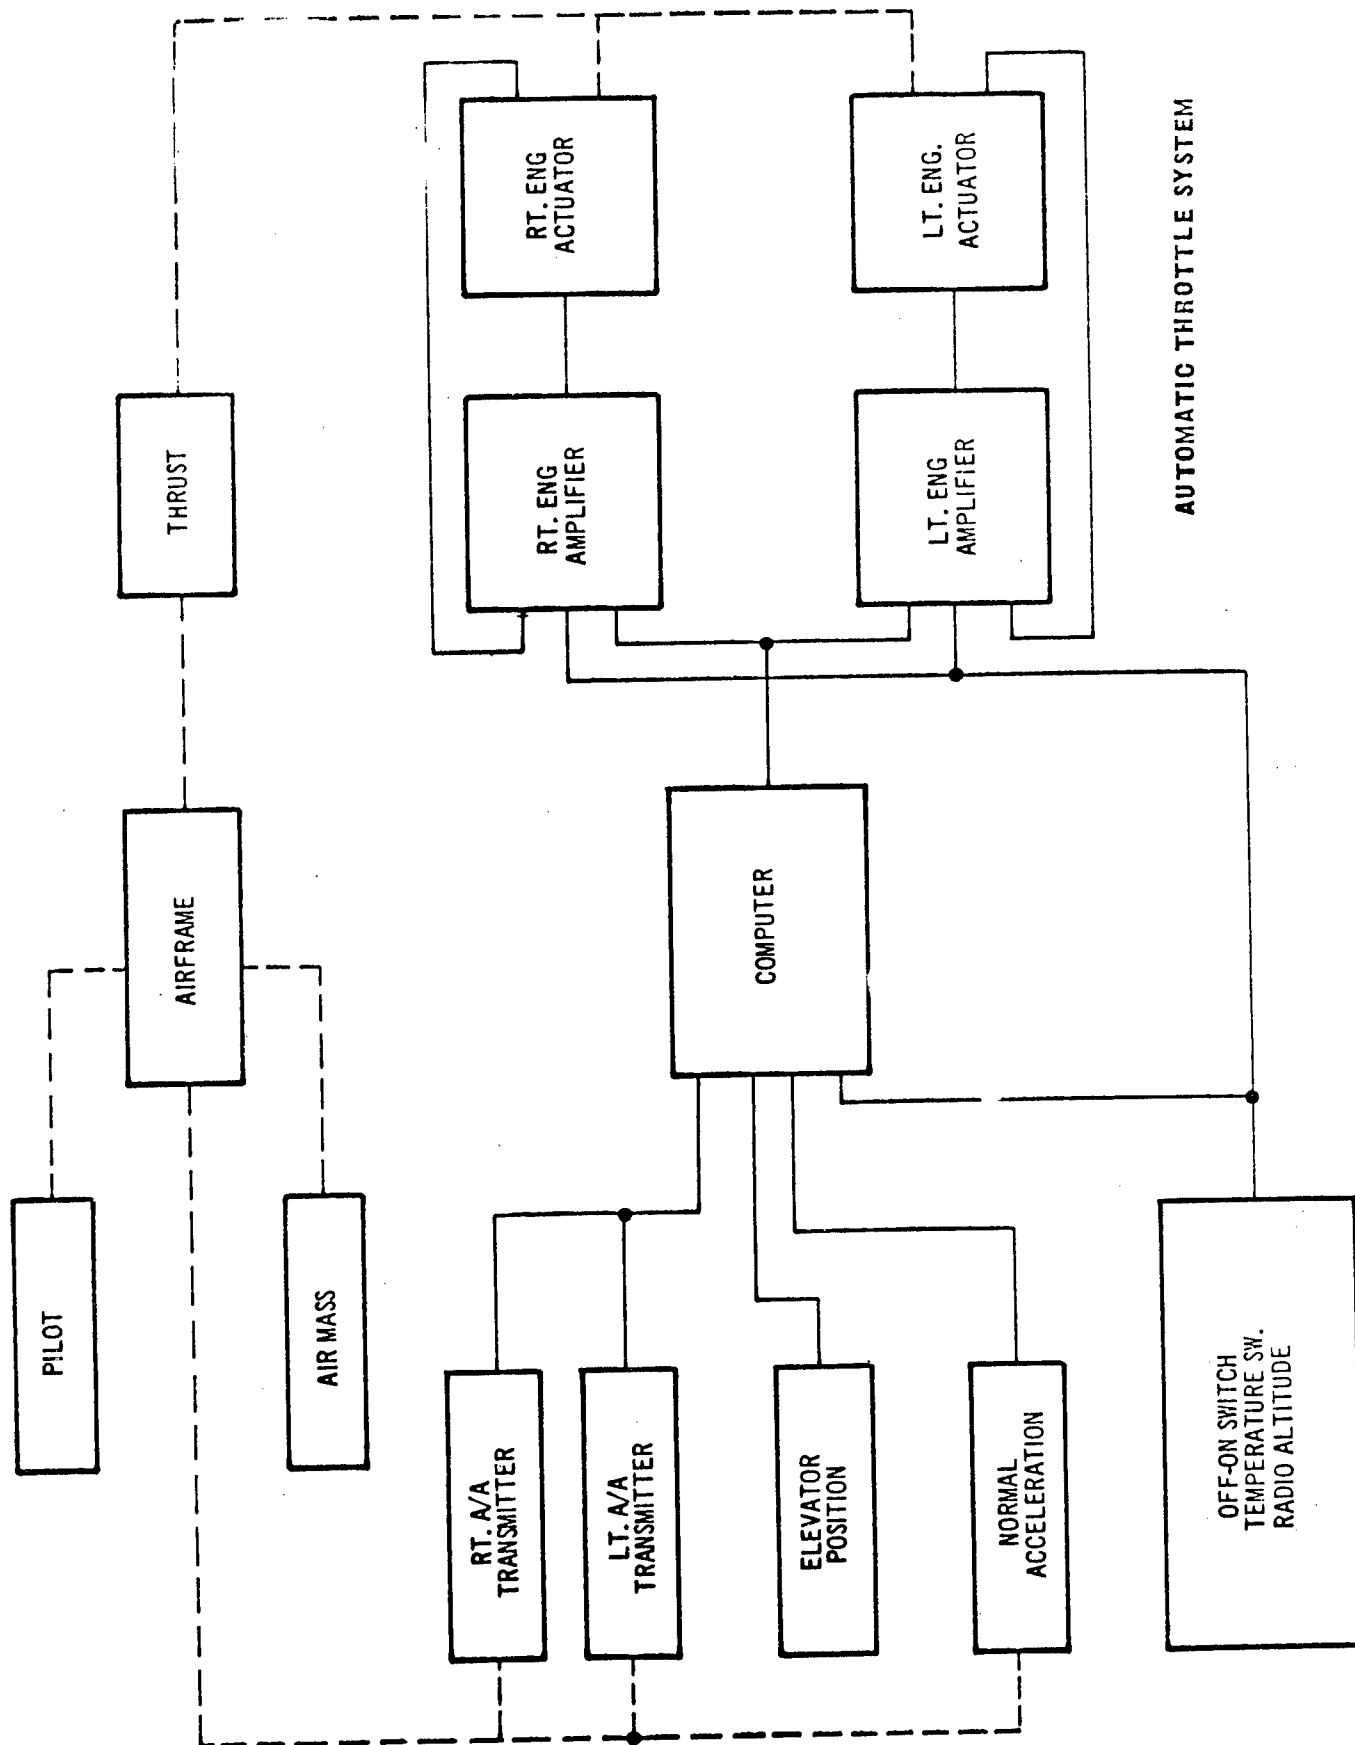 PILOT
AIRFRAME
THRUST
AIR MASS
RT. A/A
TRANSMITTER
LT. A/A
TRANSMITTER
ELEVATOR
POSITION
NORMAL
ACCELERATION
OFF-ON SWITCH
TEMPERATURE SW.
RADIO ALTITUDE
COMPUTER
RT. ENG
AMPLIFIER
RT. ENG
ACTUATOR
LT. ENG
AMPLIFIER
LT. ENG.
ACTUATOR
AUTOMATIC THROTTLE SYSTEM